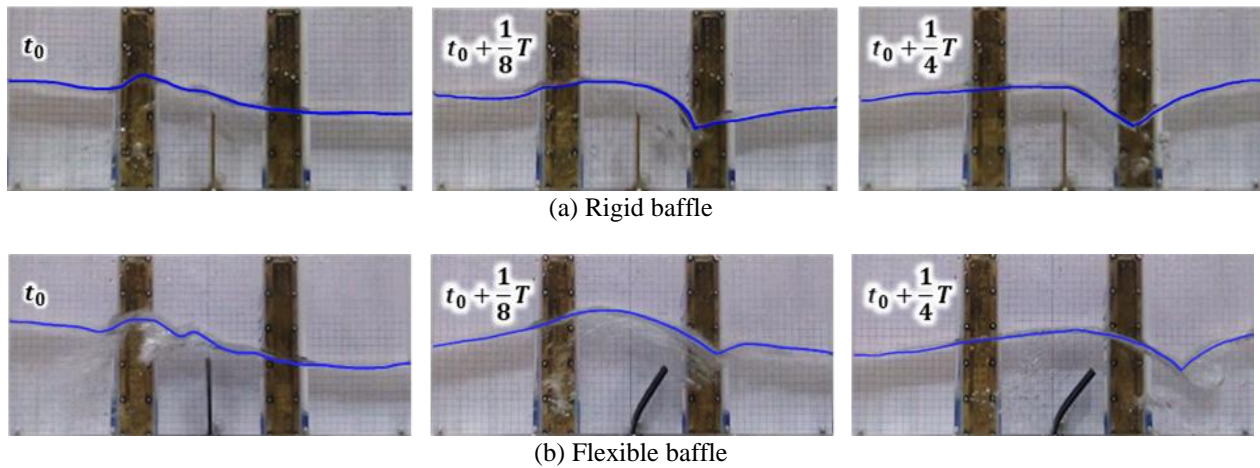 t₀
t₀ + 1/8 T
t₀ + 1/4 T
(a) Rigid baffle
t₀
t₀ + 1/8 T
t₀ + 1/4 T
(b) Flexible baffle